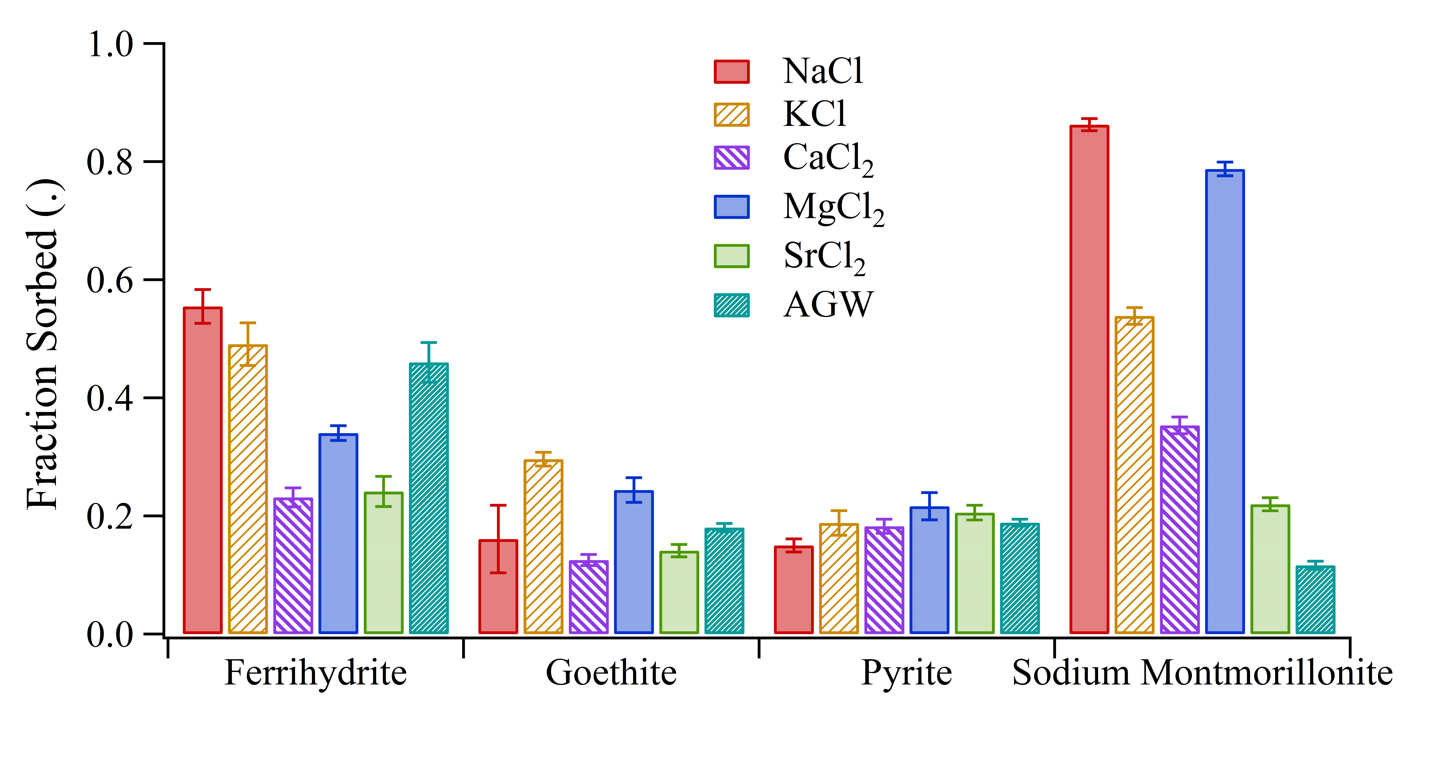 1.0
0.8
0.6
0.4
0.2
0.0
Fraction Sorbed (.)
NaCl
KCl
CaCl₂
MgCl₂
SrCl₂
AGW
Ferrihydrite
Goethite
Pyrite
Sodium Montmorillonite